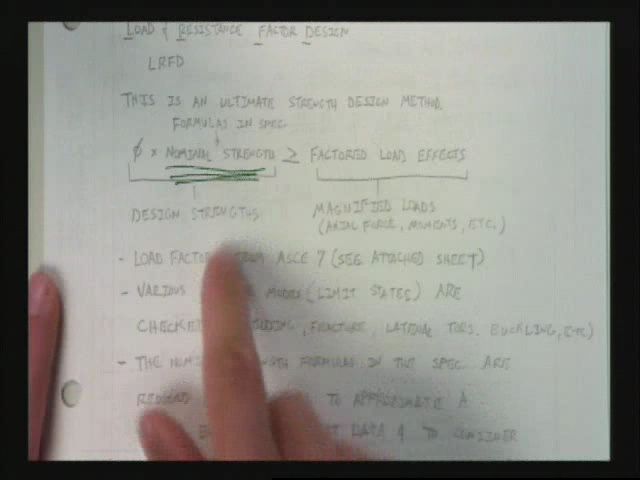 LOAD & RESISTANCE FACTOR DESIGN
LRFD
THIS IS AN ULTIMATE STRENGTH DESIGN METHOD
FORMULAS IN SPEC.
φ × NOMINAL STRENGTH ≥ FACTORED LOAD EFFECTS
DESIGN STRENGTHS
MAGNIFIED LOADS
(AXIAL FORCE, MOMENTS, ETC.)
- LOAD FACTOR FROM ASCE 7 (SEE ATTACHED SHEET)
- VARIOUS MODES (LIMIT STATES) ARE
CHECKED , FRACTURE, LATERAL TORS. BUCKLING, ETC)
- THE FORMULAS IN THE SPEC ARE
TO APPROXIMATE A
DATA & TO CONSIDER